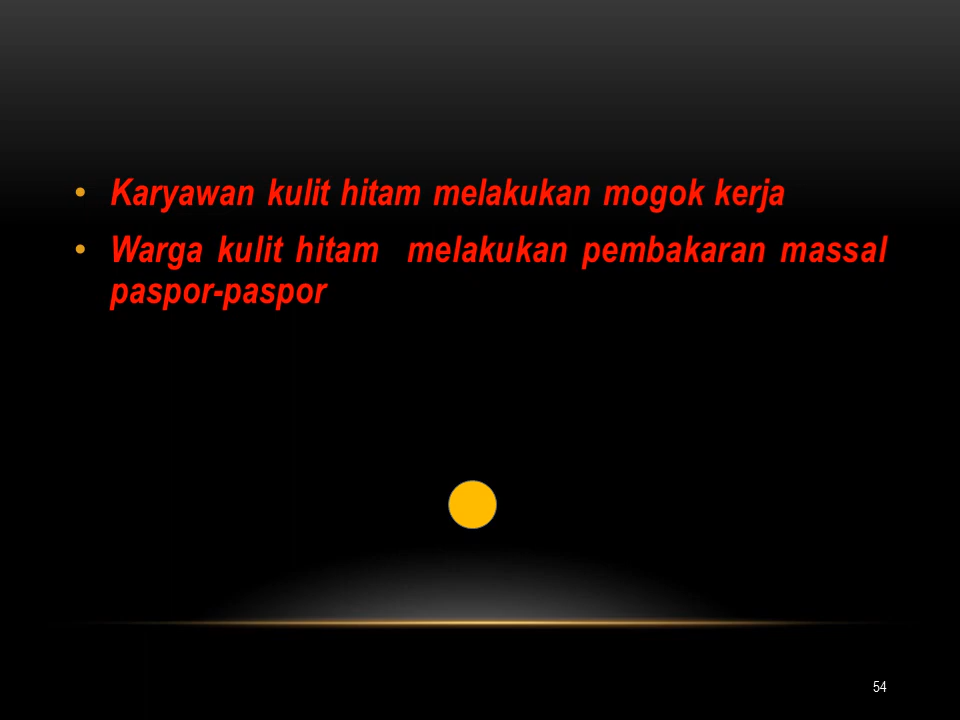 • Karyawan kulit hitam melakukan mogok kerja
• Warga kulit hitam melakukan pembakaran massal
paspor-paspor
54